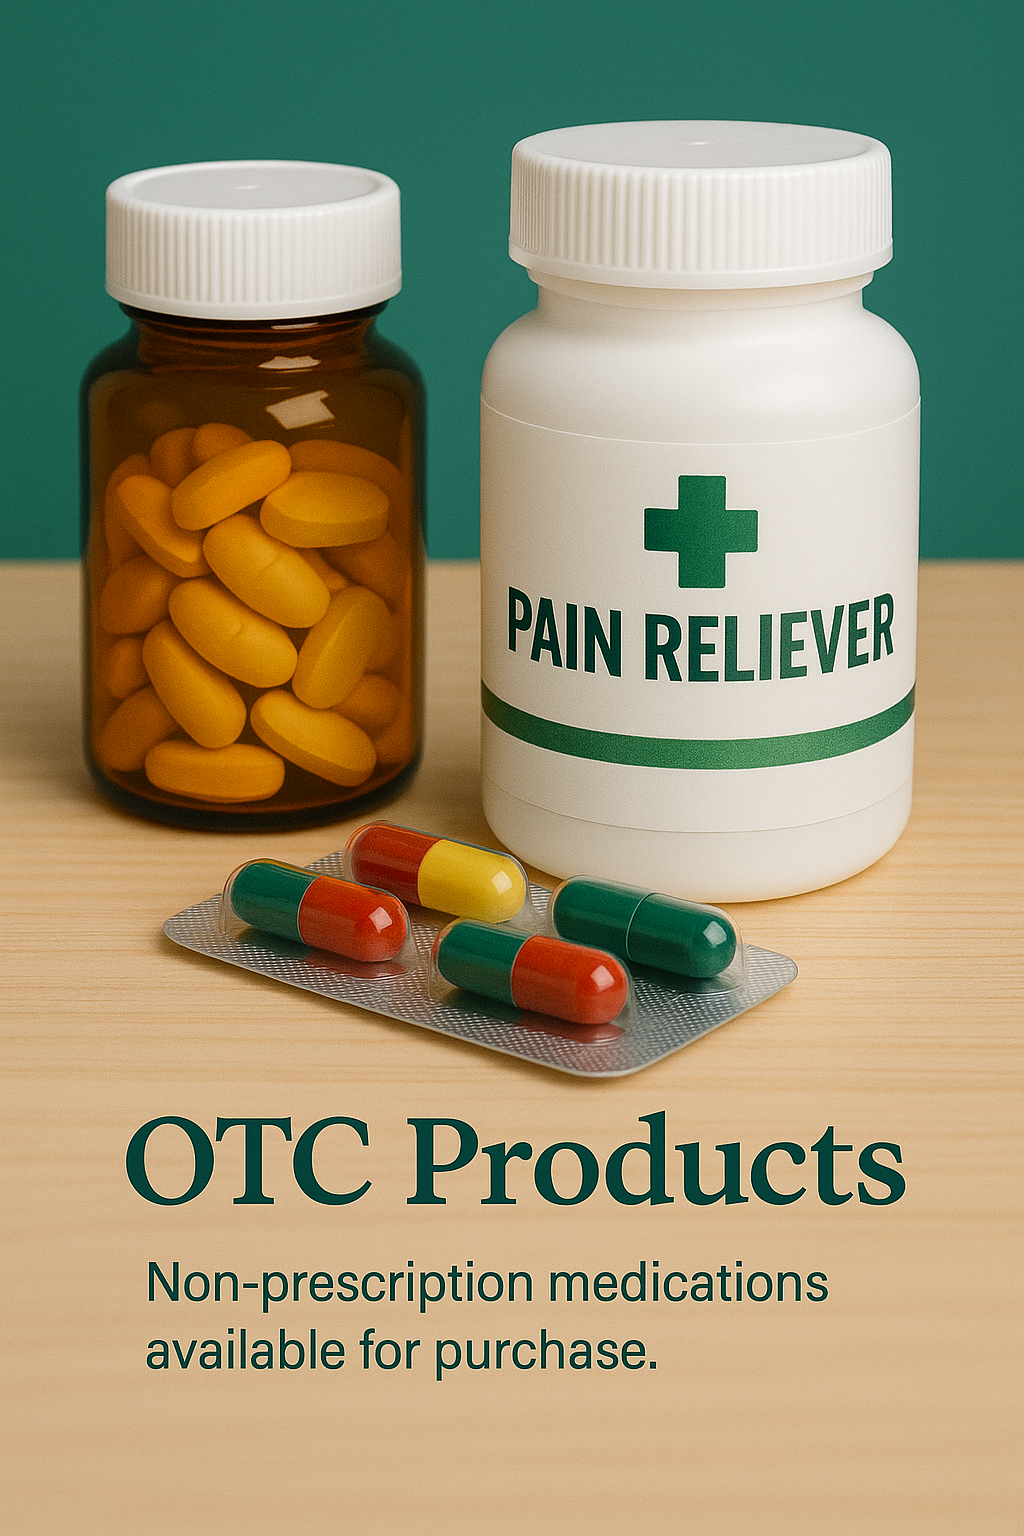 PAIN RELIEVER
OTC Products
Non-prescription medications
available for purchase.